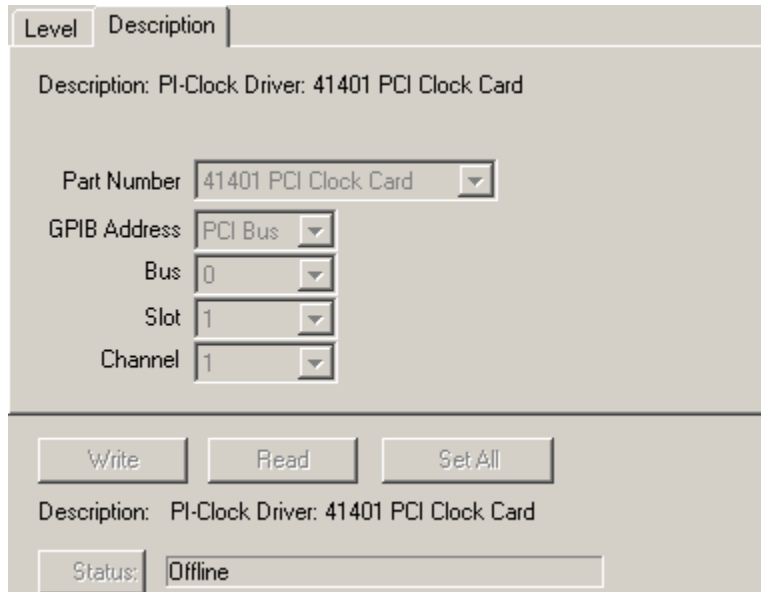 Level Description
Description: PI-Clock Driver: 41401 PCI Clock Card
Part Number 41401 PCI Clock Card
GPIB Address PCI Bus
Bus 0
Slot 1
Channel 1
Write Read Set All
Description: PI-Clock Driver: 41401 PCI Clock Card
Status: Offline